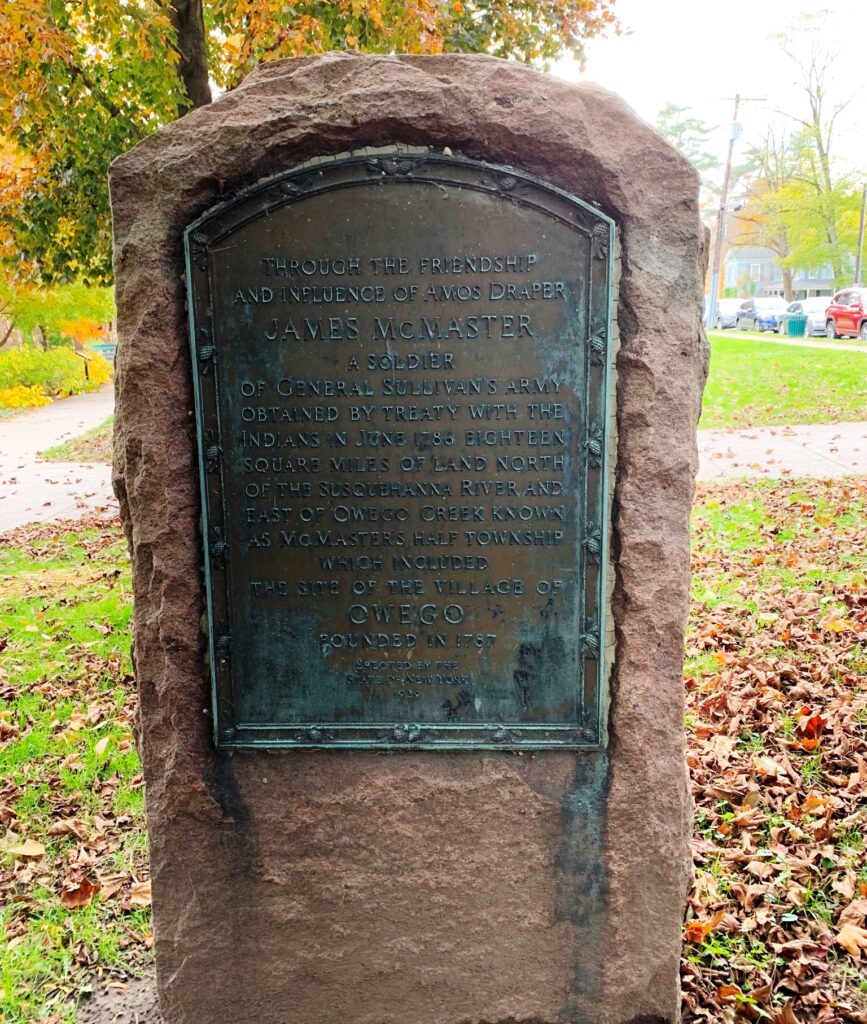 THROUGH THE FRIENDSHIP
AND INFLUENCE OF AMOS DRAPER
JAMES MCMASTER
A SOLDIER
OF GENERAL SULLIVAN'S ARMY
OBTAINED BY TREATY WITH THE
INDIANS IN JUNE 1786 EIGHTEEN
SQUARE MILES OF LAND NORTH
OF THE SUSQUEHANNA RIVER AND
EAST OF OWEGO CREEK KNOWN
AS MCMASTER'S HALF TOWNSHIP
WHICH INCLUDED
THE SITE OF THE VILLAGE OF
OWEGO
FOUNDED IN 1787
ERECTED BY THE
STATE OF NEW YORK
1929